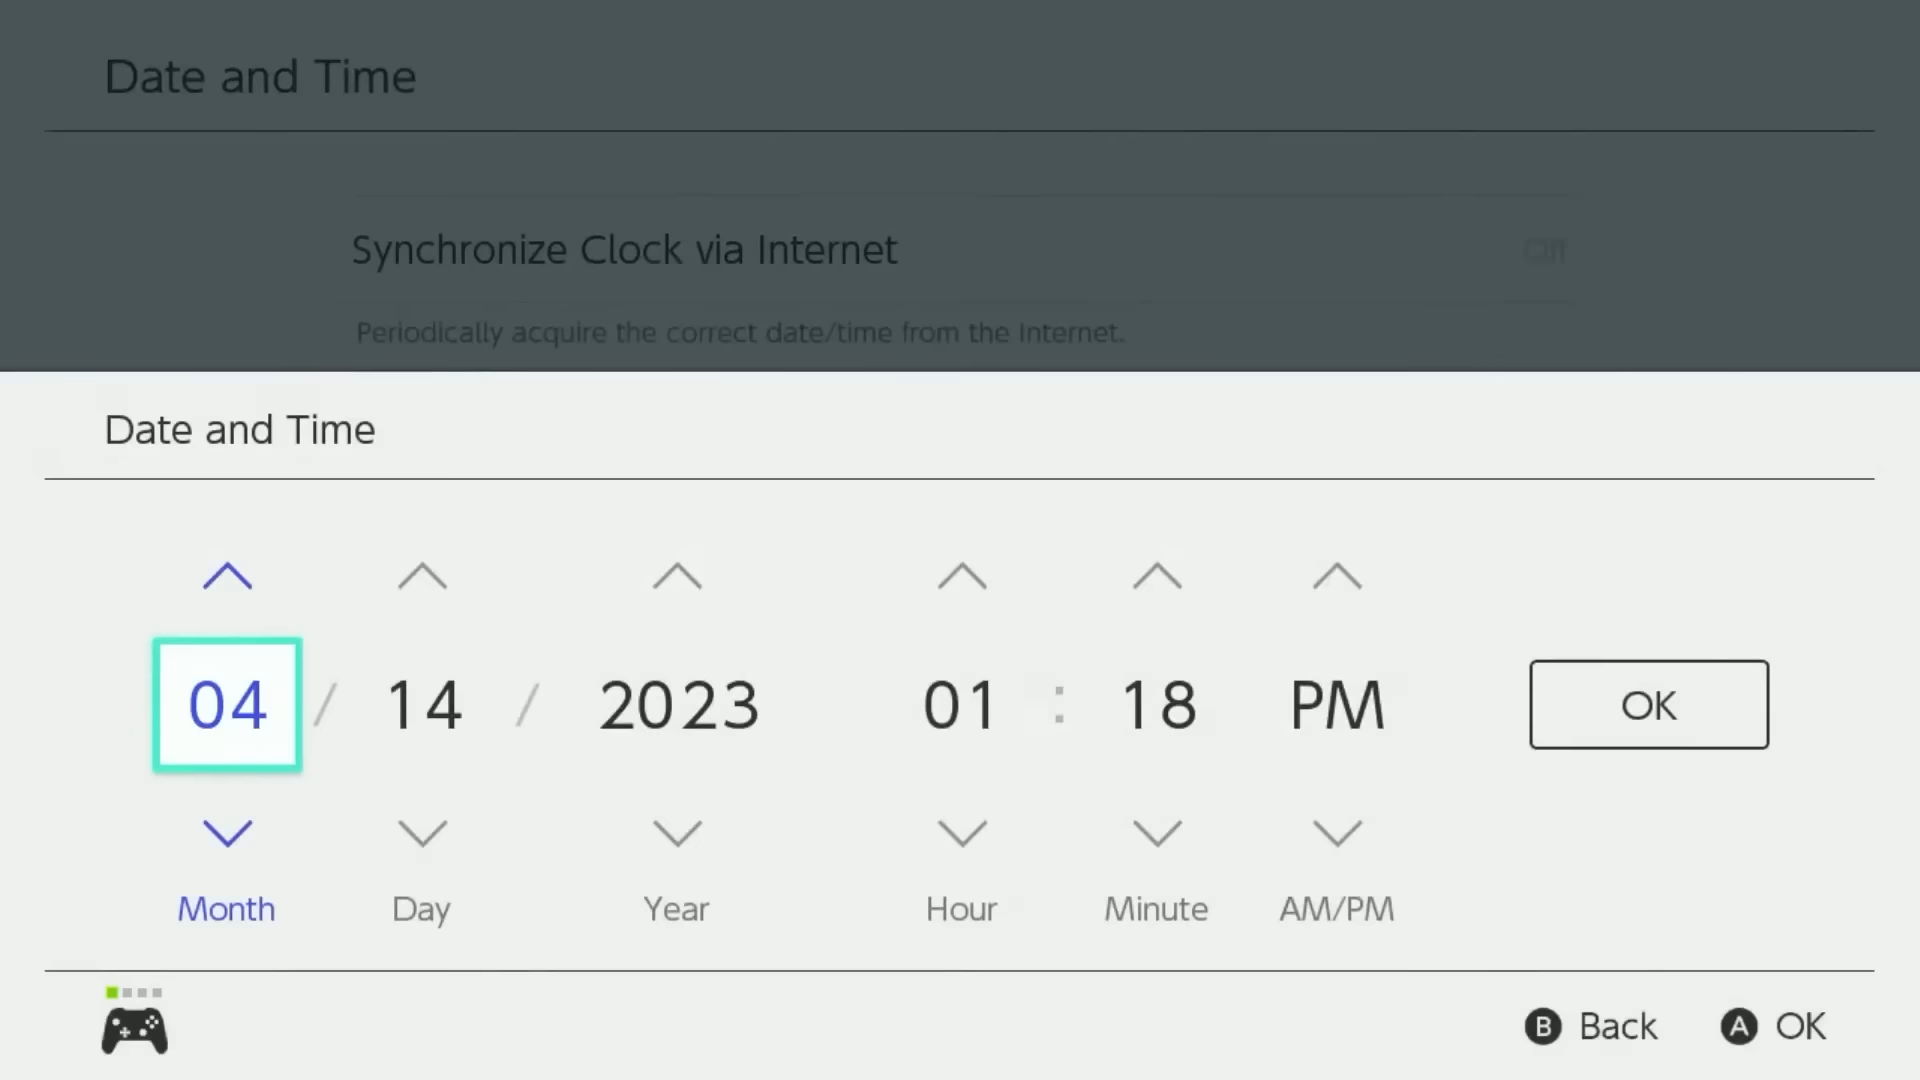 Date and Time
Synchronize Clock via Internet
Periodically acquire the correct date/time from the Internet.
Date and Time
04 / 14 / 2023 01 : 18 PM OK
Month Day Year Hour Minute AM/PM
B Back A OK